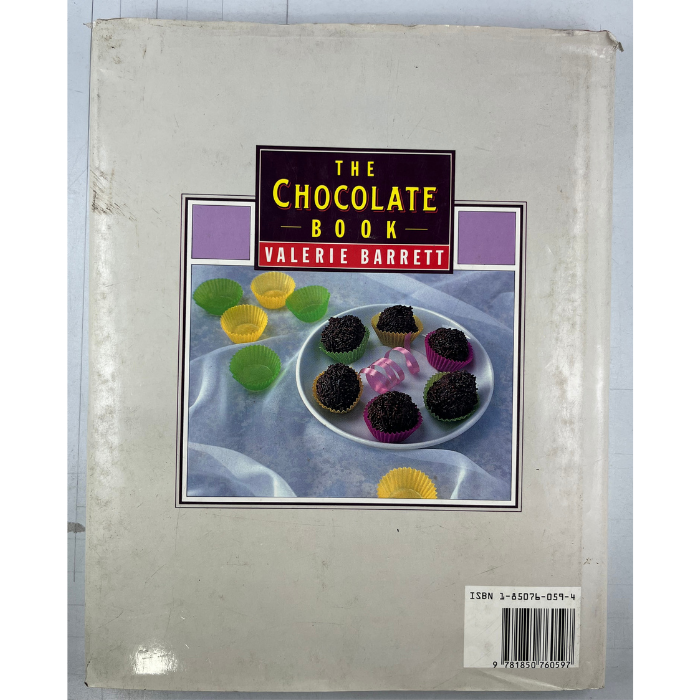 THE
CHOCOLATE
BOOK
VALERIE BARRETT
ISBN 1-85076-059-4
9 781850 760597